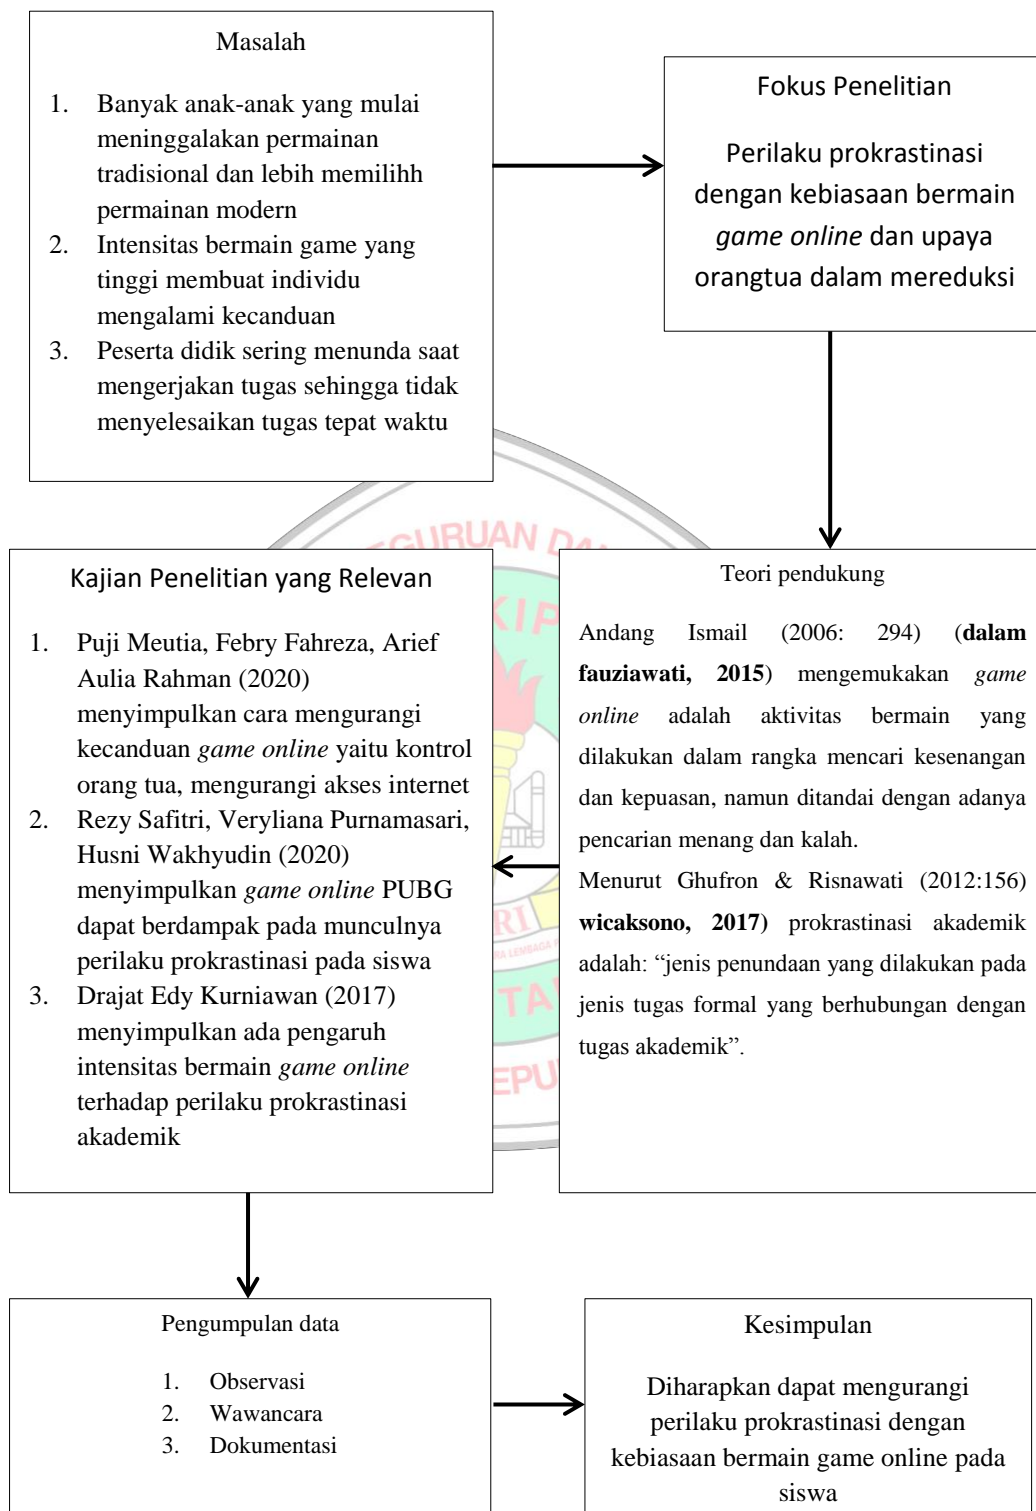 Masalah
1. Banyak anak-anak yang mulai
meninggalakan permainan
tradisional dan lebih memilihh
permainan modern
2. Intensitas bermain game yang
tinggi membuat individu
mengalami kecanduan
3. Peserta didik sering menunda saat
mengerjakan tugas sehingga tidak
menyelesaikan tugas tepat waktu
Fokus Penelitian
Perilaku prokrastinasi
dengan kebiasaan bermain
game online dan upaya
orangtua dalam mereduksi
Teori pendukung
Andang Ismail (2006: 294) (dalam
fauziawati, 2015) mengemukakan game
online adalah aktivitas bermain yang
dilakukan dalam rangka mencari kesenangan
dan kepuasan, namun ditandai dengan adanya
pencarian menang dan kalah.
Menurut Ghufron & Risnawati (2012:156)
wicaksono, 2017) prokrastinasi akademik
adalah: “jenis penundaan yang dilakukan pada
jenis tugas formal yang berhubungan dengan
tugas akademik”.
Kajian Penelitian yang Relevan
1. Puji Meutia, Febry Fahreza, Arief
Aulia Rahman (2020)
menyimpulkan cara mengurangi
kecanduan game online yaitu kontrol
orang tua, mengurangi akses internet
2. Rezy Safitri, Veryliana Purnamasari,
Husni Wakhyudin (2020)
menyimpulkan game online PUBG
dapat berdampak pada munculnya
perilaku prokrastinasi pada siswa
3. Drajat Edy Kurniawan (2017)
menyimpulkan ada pengaruh
intensitas bermain game online
terhadap perilaku prokrastinasi
akademik
Pengumpulan data
1. Observasi
2. Wawancara
3. Dokumentasi
Kesimpulan
Diharapkan dapat mengurangi
perilaku prokrastinasi dengan
kebiasaan bermain game online pada
siswa